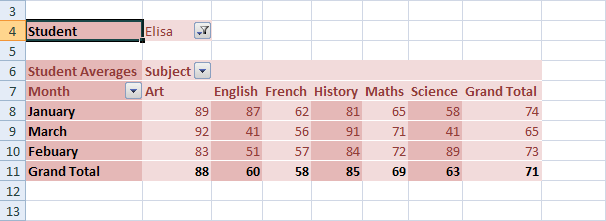 3
4 Student Elisa
5
6 Student Averages Subject
7 Month Art English French History Maths Science Grand Total
8 January 89 87 62 81 65 58 74
9 March 92 41 56 91 71 41 65
10 Febuary 83 51 57 84 72 89 73
11 Grand Total 88 60 58 85 69 63 71
12
13